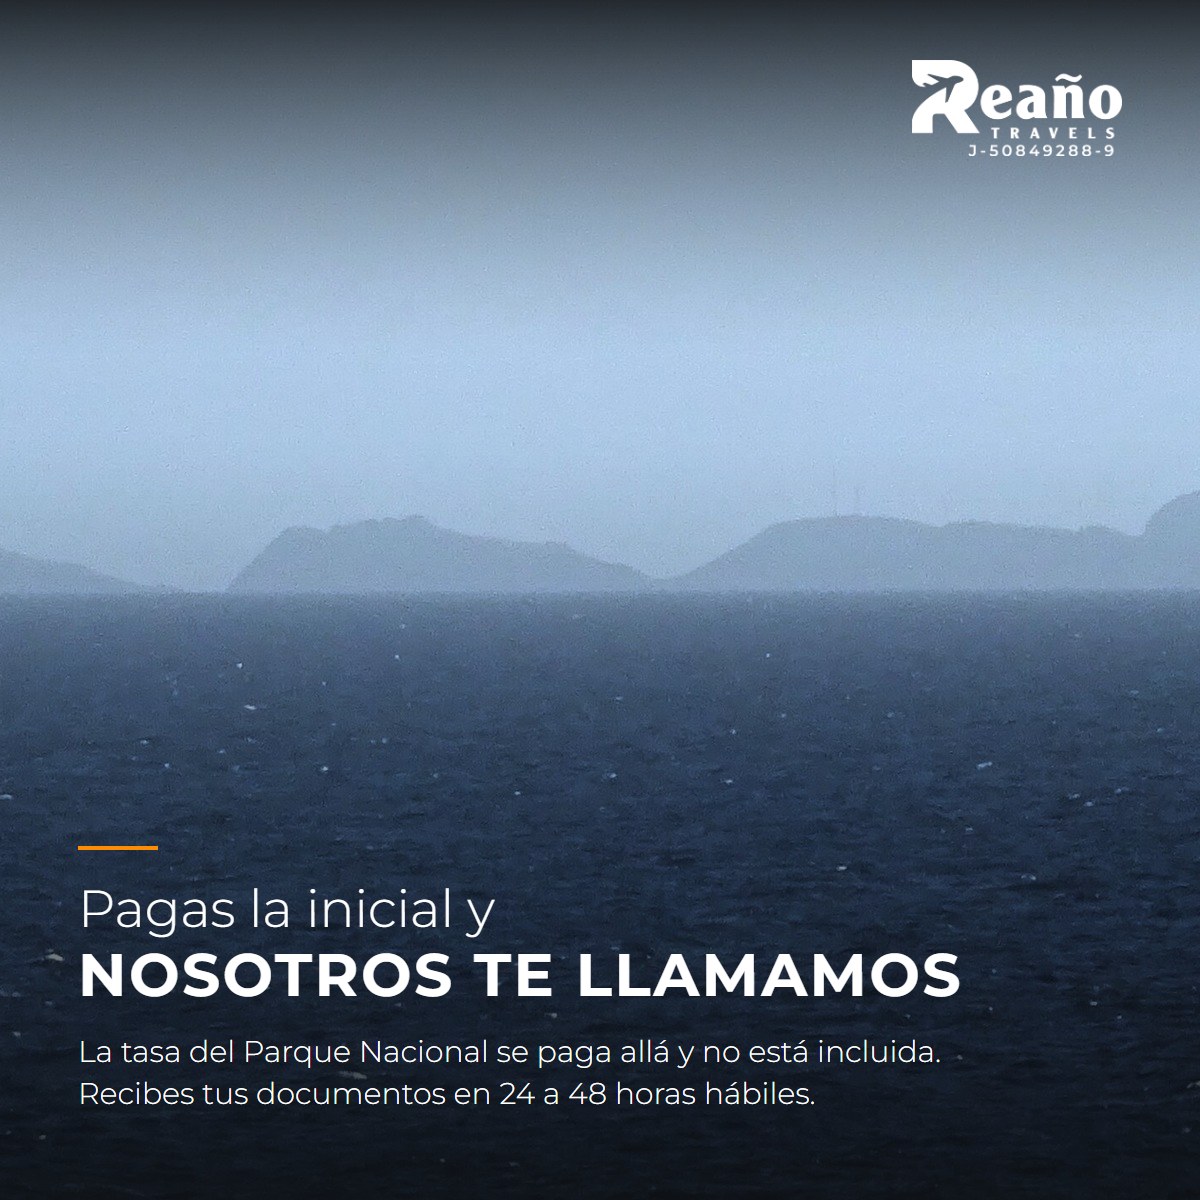 Reaño
TRAVELS
J-50849288-9
Pagas la inicial y
NOSOTROS TE LLAMAMOS
La tasa del Parque Nacional se paga allá y no está incluida.
Recibes tus documentos en 24 a 48 horas hábiles.